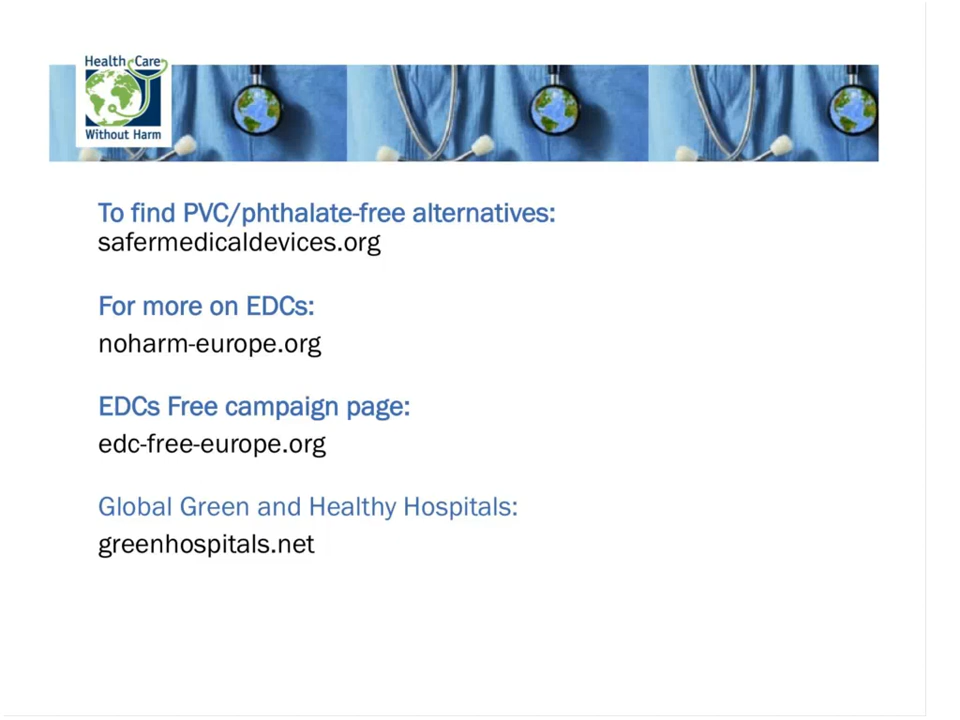 Health Care
Without Harm
To find PVC/phthalate-free alternatives:
safermedicaldevices.org
For more on EDCs:
noharm-europe.org
EDCs Free campaign page:
edc-free-europe.org
Global Green and Healthy Hospitals:
greenhospitals.net